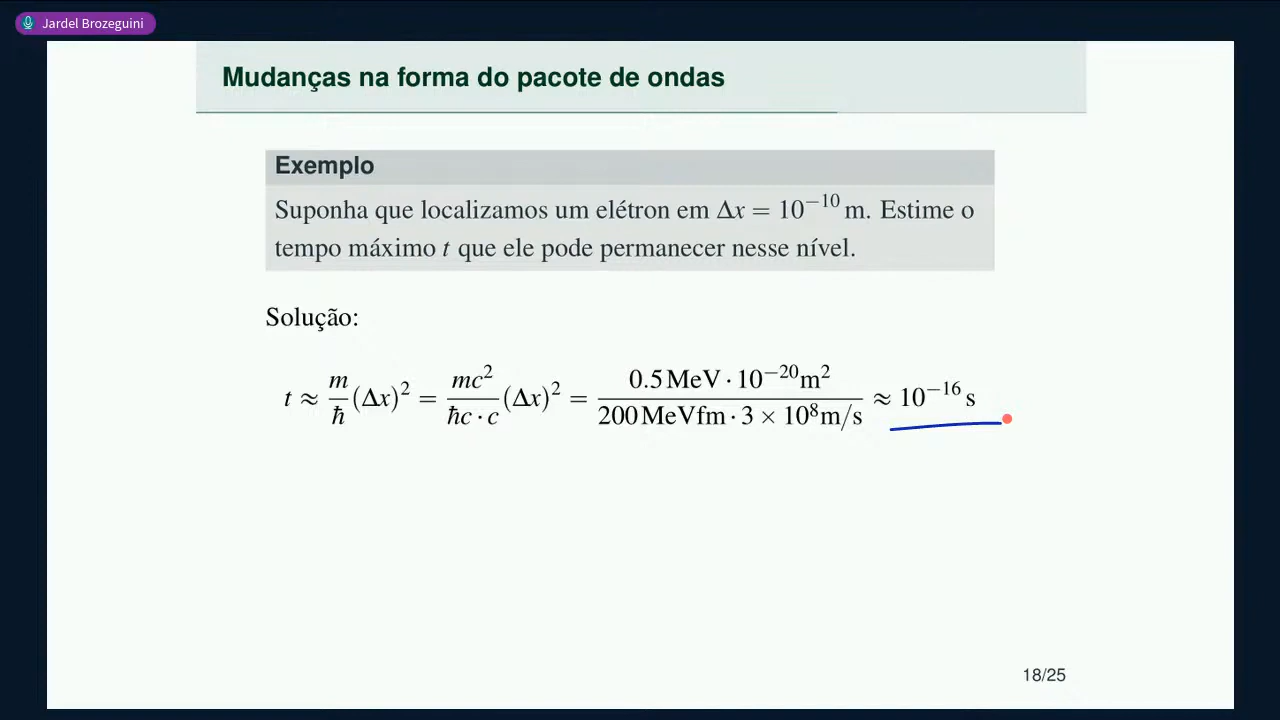 Jardel Brozeguini
Mudanças na forma do pacote de ondas
Exemplo
Suponha que localizamos um elétron em Δx = 10⁻¹⁰ m. Estime o
tempo máximo t que ele pode permanecer nesse nível.
Solução:
t ≈ m/ħ (Δx)² = mc²/ħc · c (Δx)² = 0.5 MeV · 10⁻²⁰ m²/200 MeV fm · 3 × 10⁸ m/s ≈ 10⁻¹⁶ s
18/25